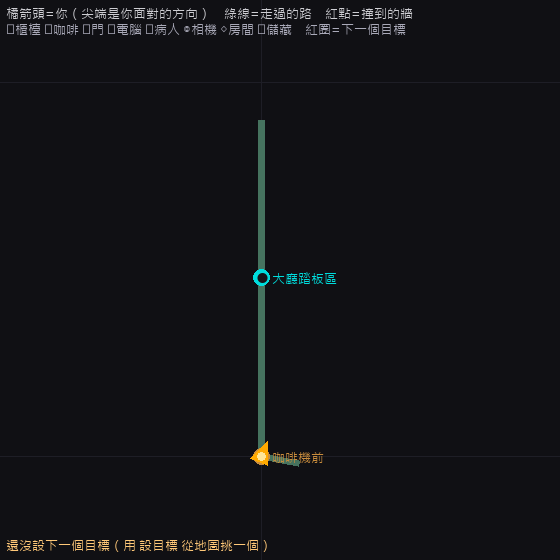 橘箭頭=你(尖端是你面對的方向) 綠線=走過的路 紅點=撞到的牆
▯櫃檯 ▯咖啡 ▯門 ▯電腦 ▯病人 ⊙相機 ◇房間 ▯儲藏 紅圈=下一個目標
大廳踏板區
咖啡機前
還沒設下一個目標(用 設目標 從地圖挑一個)